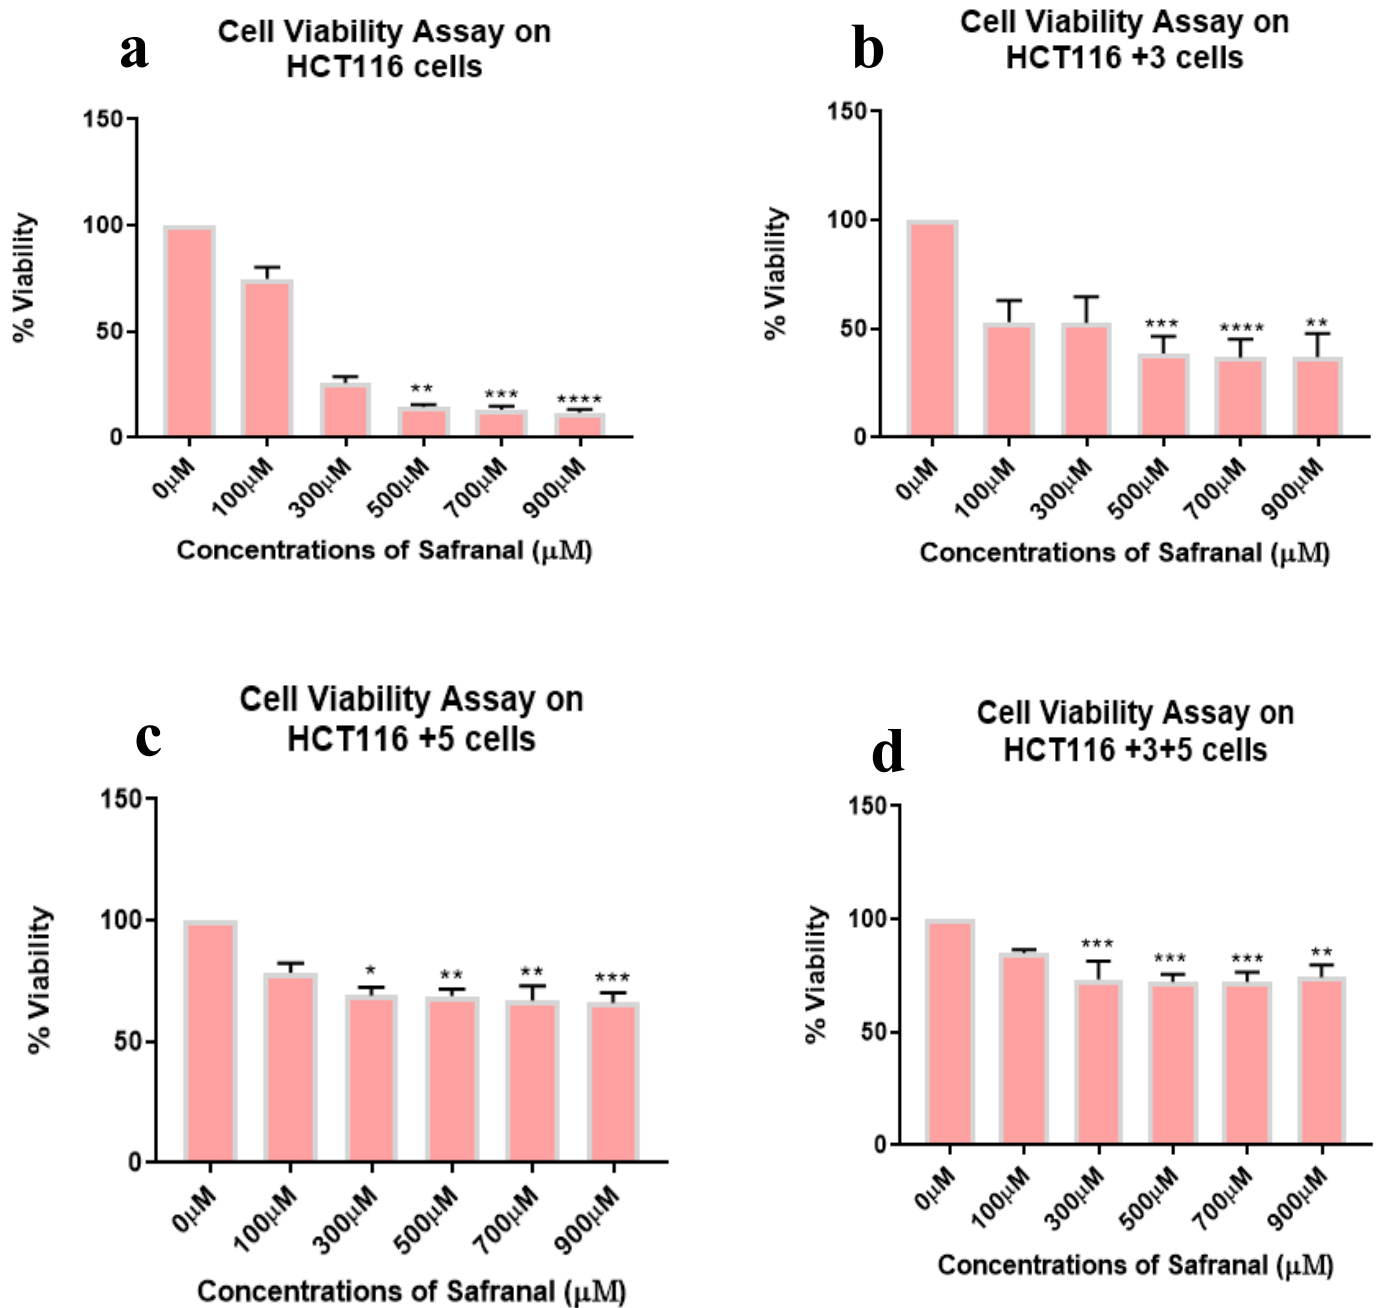 a
Cell Viability Assay on
HCT116 cells
% Viability
150
100
50
0
**
***
****
0μM
100μM
300μM
500μM
700μM
900μM
Concentrations of Safranal (μM)
b
Cell Viability Assay on
HCT116 +3 cells
% Viability
150
100
50
0
***
****
**
0μM
100μM
300μM
500μM
700μM
900μM
Concentrations of Safranal (μM)
c
Cell Viability Assay on
HCT116 +5 cells
% Viability
150
100
50
0
*
**
**
***
0μM
100μM
300μM
500μM
700μM
900μM
Concentrations of Safranal (μM)
d
Cell Viability Assay on
HCT116 +3+5 cells
% Viability
150
100
50
0
***
***
***
**
0μM
100μM
300μM
500μM
700μM
900μM
Concentrations of Safranal (μM)